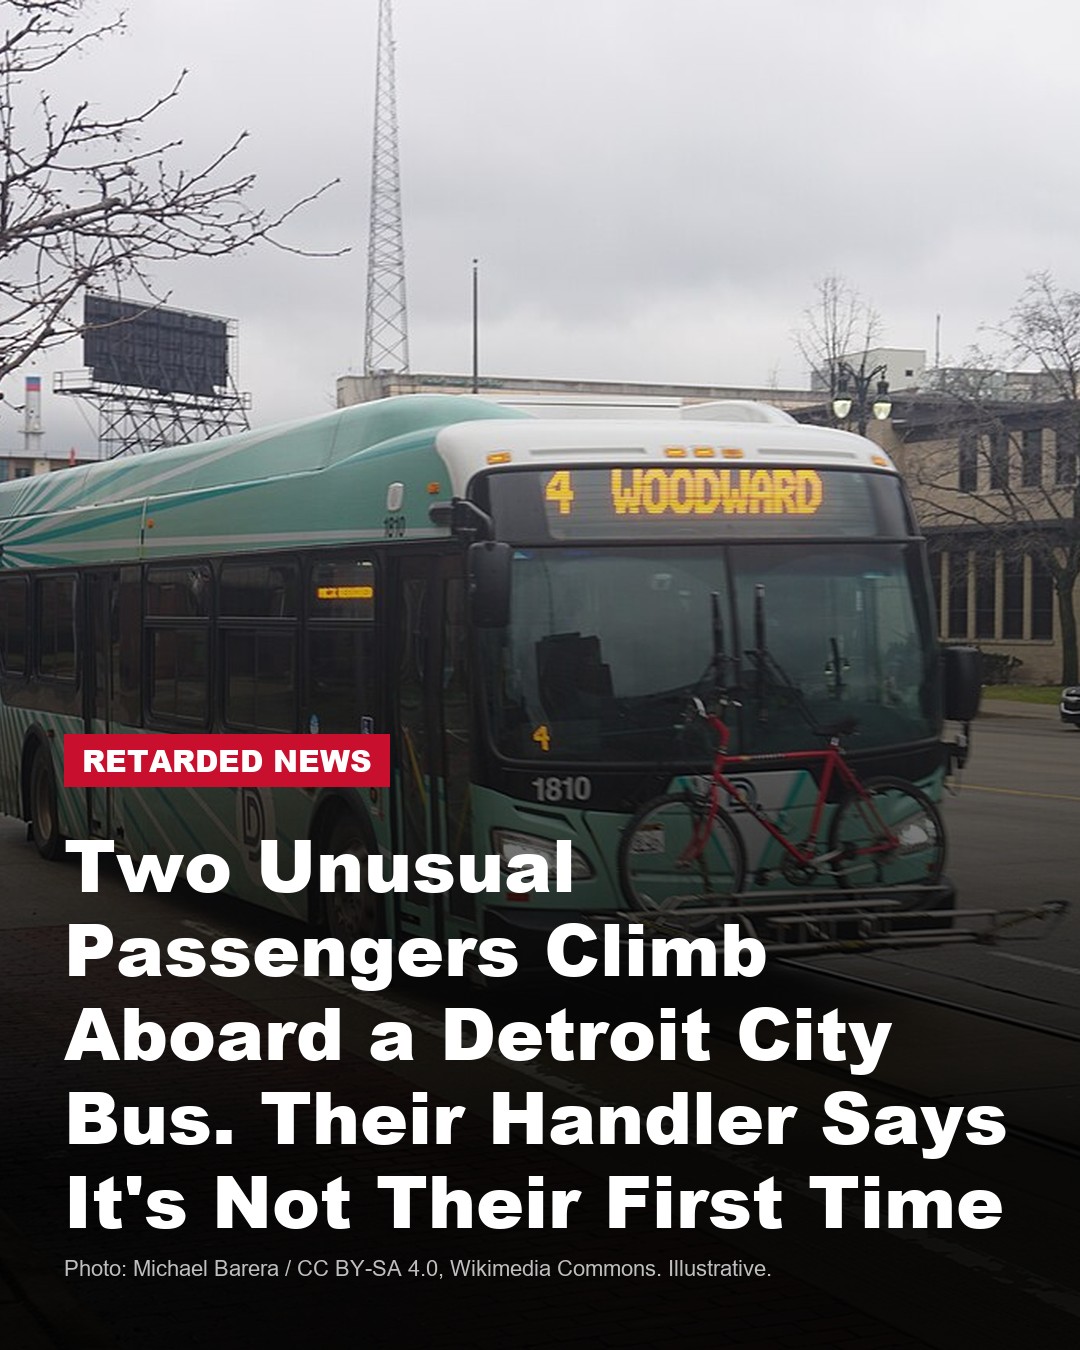 4 WOODWARD
1810
4
1810
RETARDED NEWS
Two Unusual
Passengers Climb
Aboard a Detroit City
Bus. Their Handler Says
It's Not Their First Time
Photo: Michael Barera / CC BY-SA 4.0, Wikimedia Commons. Illustrative.